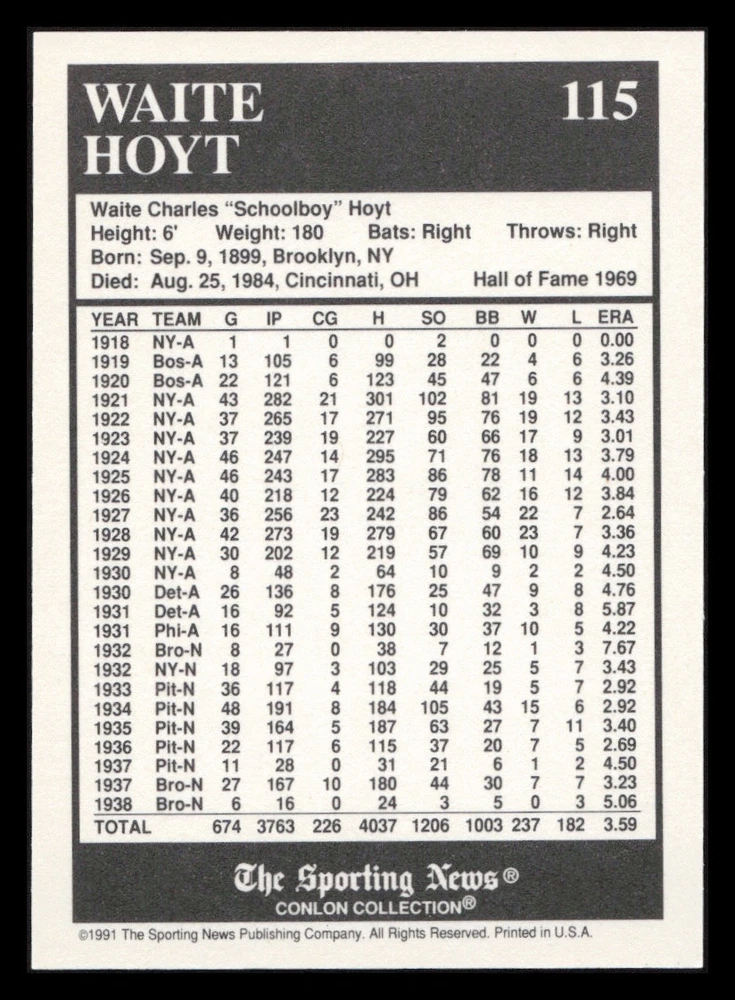 WAITE 115
HOYT
Waite Charles “Schoolboy” Hoyt
Height: 6' Weight: 180 Bats: Right Throws: Right
Born: Sep. 9, 1899, Brooklyn, NY
Died: Aug. 25, 1984, Cincinnati, OH Hall of Fame 1969
YEAR TEAM G IP CG H SO BB W L ERA
1918 NY-A 1 1 0 0 2 0 0 0 0.00
1919 Bos-A 13 105 6 99 28 22 4 6 3.26
1920 Bos-A 22 121 6 123 45 47 6 6 4.39
1921 NY-A 43 282 21 301 102 81 19 13 3.10
1922 NY-A 37 265 17 271 95 76 19 12 3.43
1923 NY-A 37 239 19 227 60 66 17 9 3.01
1924 NY-A 46 247 14 295 71 76 18 13 3.79
1925 NY-A 46 243 17 283 86 78 11 14 4.00
1926 NY-A 40 218 12 224 79 62 16 12 3.84
1927 NY-A 36 256 23 242 86 54 22 7 2.64
1928 NY-A 42 273 19 279 67 60 23 7 3.36
1929 NY-A 30 202 12 219 57 69 10 9 4.23
1930 NY-A 8 48 2 64 10 9 2 2 4.50
1930 Det-A 26 136 8 176 25 47 9 8 4.76
1931 Det-A 16 92 5 124 10 32 3 8 5.87
1931 Phi-A 16 111 9 130 30 37 10 5 4.22
1932 Bro-N 8 27 0 38 7 12 1 3 7.67
1932 NY-N 18 97 3 103 29 25 5 7 3.43
1933 Pit-N 36 117 4 118 44 19 5 7 2.92
1934 Pit-N 48 191 8 184 105 43 15 6 2.92
1935 Pit-N 39 164 5 187 63 27 7 11 3.40
1936 Pit-N 22 117 6 115 37 20 7 5 2.69
1937 Pit-N 11 28 0 31 21 6 1 2 4.50
1937 Bro-N 27 167 10 180 44 30 7 7 3.23
1938 Bro-N 6 16 0 24 3 5 0 3 5.06
TOTAL 674 3763 226 4037 1206 1003 237 182 3.59
The Sporting News®
CONLON COLLECTION®
©1991 The Sporting News Publishing Company. All Rights Reserved. Printed in U.S.A.